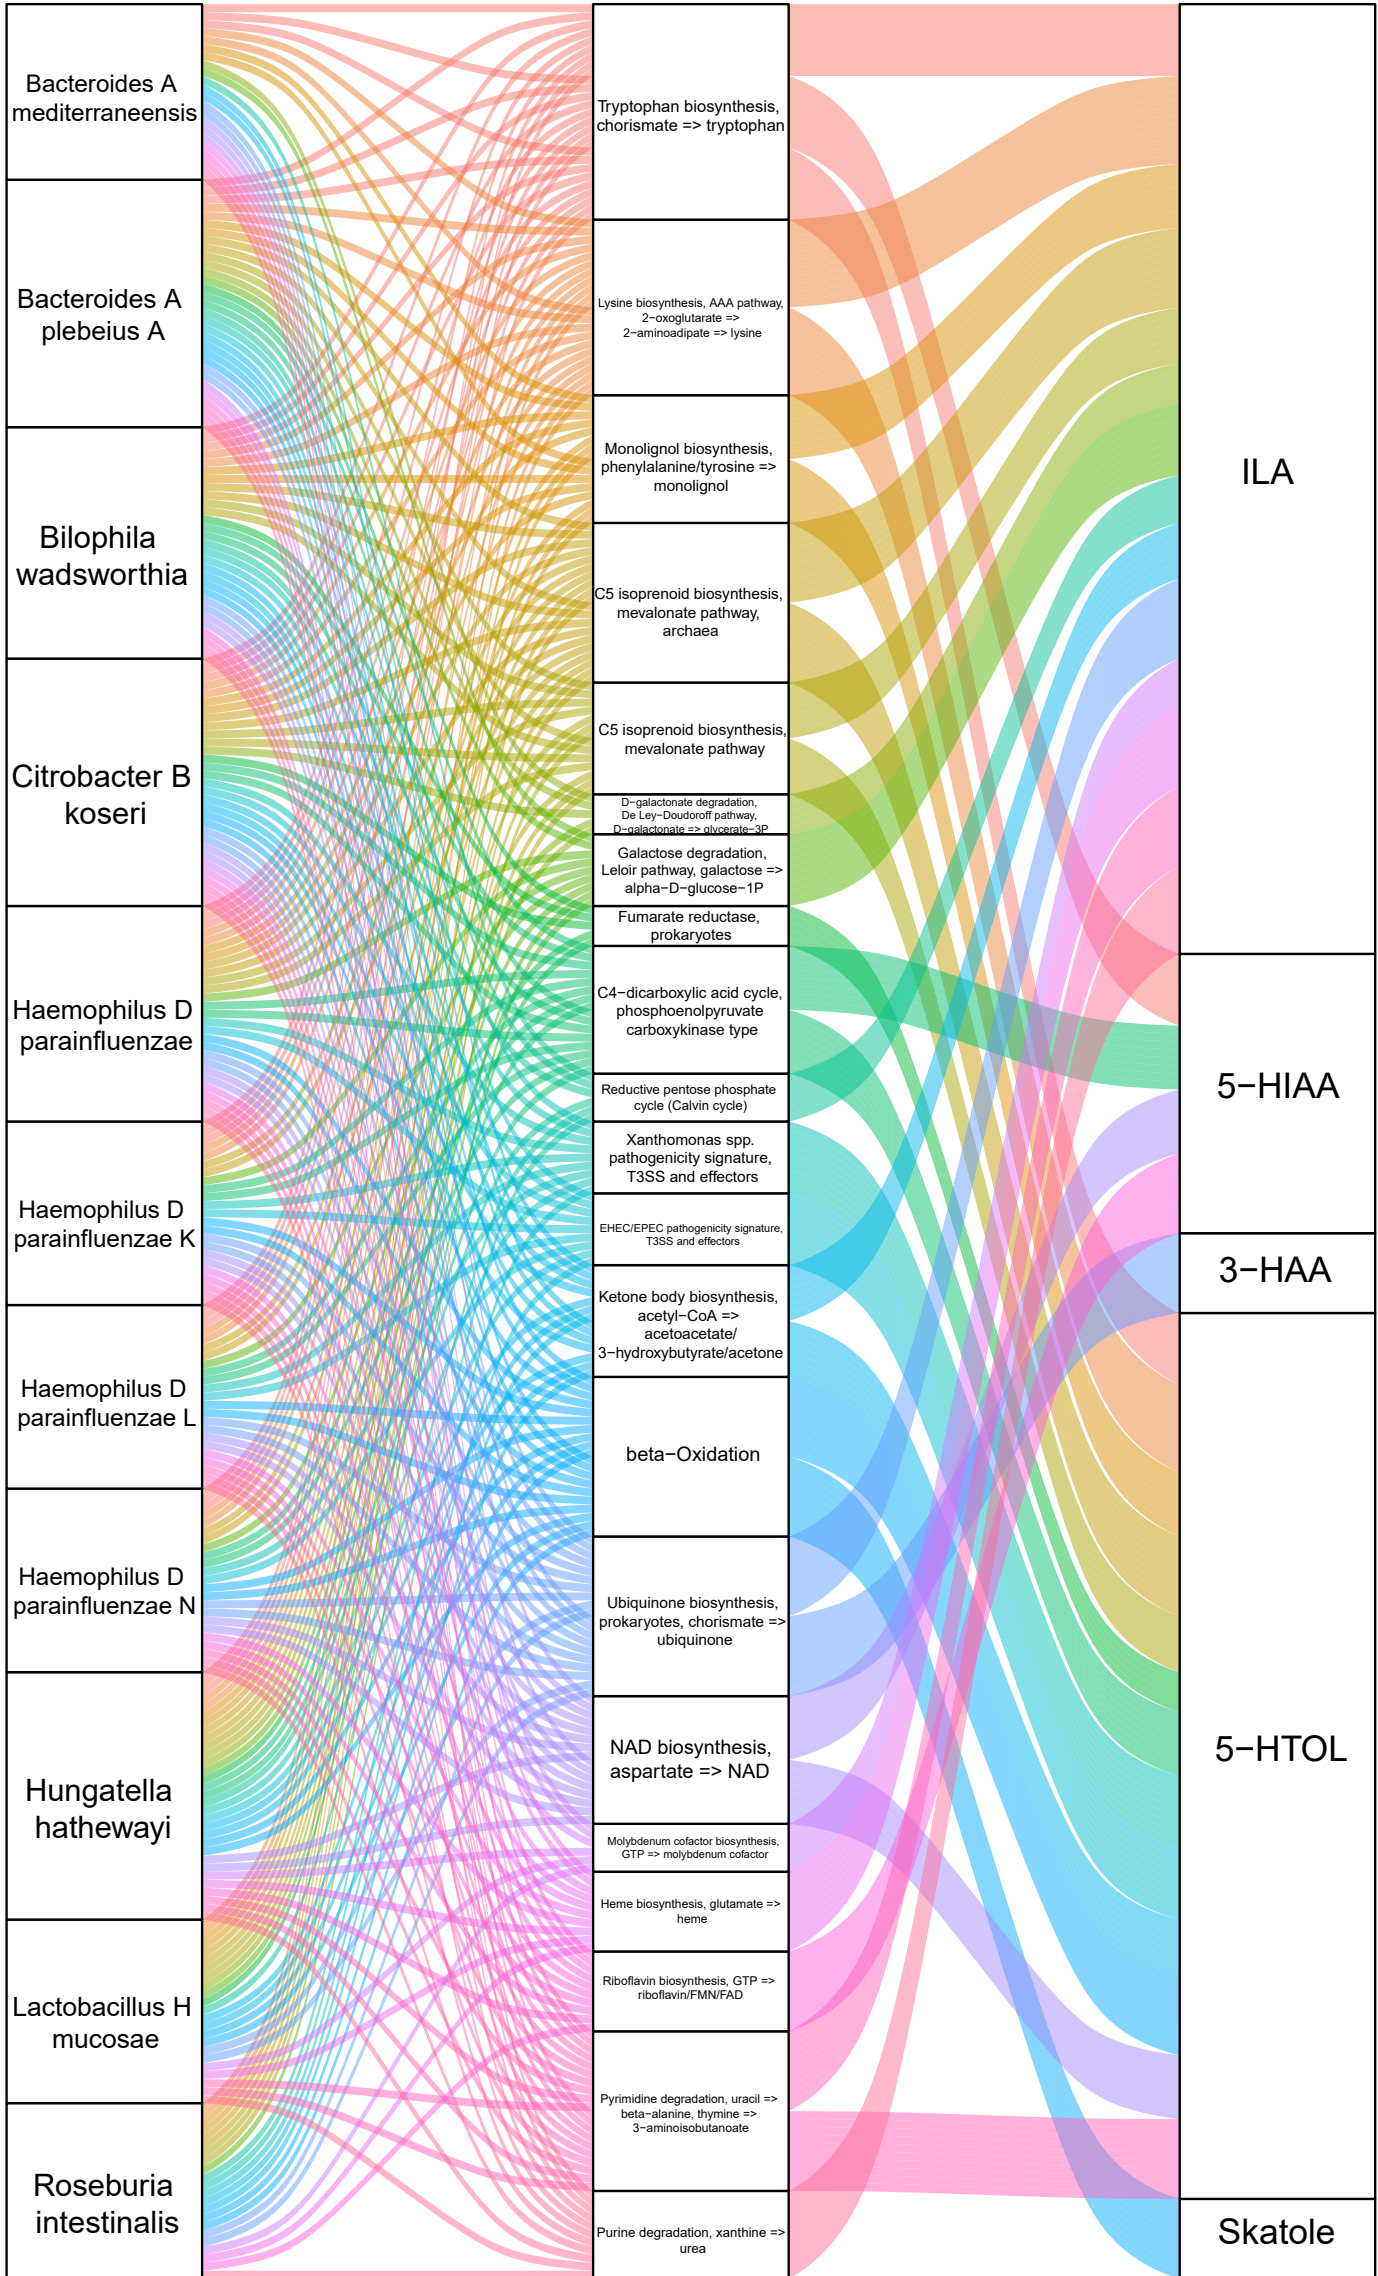 Bacteroides A
mediterraneensis
Bacteroides A
plebeius A
Bilophila
wadsworthia
Citrobacter B
koseri
Haemophilus D
parainfluenzae
Haemophilus D
parainfluenzae K
Haemophilus D
parainfluenzae L
Haemophilus D
parainfluenzae N
Hungatella
hathewayi
Lactobacillus H
mucosae
Roseburia
intestinalis
Tryptophan biosynthesis,
chorismate => tryptophan
Lysine biosynthesis, AAA pathway,
2−oxoglutarate =>
2−aminoadipate => lysine
Monolignol biosynthesis,
phenylalanine/tyrosine =>
monolignol
C5 isoprenoid biosynthesis,
mevalonate pathway,
archaea
C5 isoprenoid biosynthesis,
mevalonate pathway
D−galactonate degradation,
De Ley−Doudoroff pathway,
D−galactonate => glycerate−3P
Galactose degradation,
Leloir pathway, galactose =>
alpha−D−glucose−1P
Fumarate reductase,
prokaryotes
C4−dicarboxylic acid cycle,
phosphoenolpyruvate
carboxykinase type
Reductive pentose phosphate
cycle (Calvin cycle)
Xanthomonas spp.
pathogenicity signature,
T3SS and effectors
EHEC/EPEC pathogenicity signature,
T3SS and effectors
Ketone body biosynthesis,
acetyl−CoA =>
acetoacetate/
3−hydroxybutyrate/acetone
beta−Oxidation
Ubiquinone biosynthesis,
prokaryotes, chorismate =>
ubiquinone
NAD biosynthesis,
aspartate => NAD
Molybdenum cofactor biosynthesis,
GTP => molybdenum cofactor
Heme biosynthesis, glutamate =>
heme
Riboflavin biosynthesis, GTP =>
riboflavin/FMN/FAD
Pyrimidine degradation, uracil =>
beta−alanine, thymine =>
3−aminoisobutanoate
Purine degradation, xanthine =>
urea
ILA
5−HIAA
3−HAA
5−HTOL
Skatole